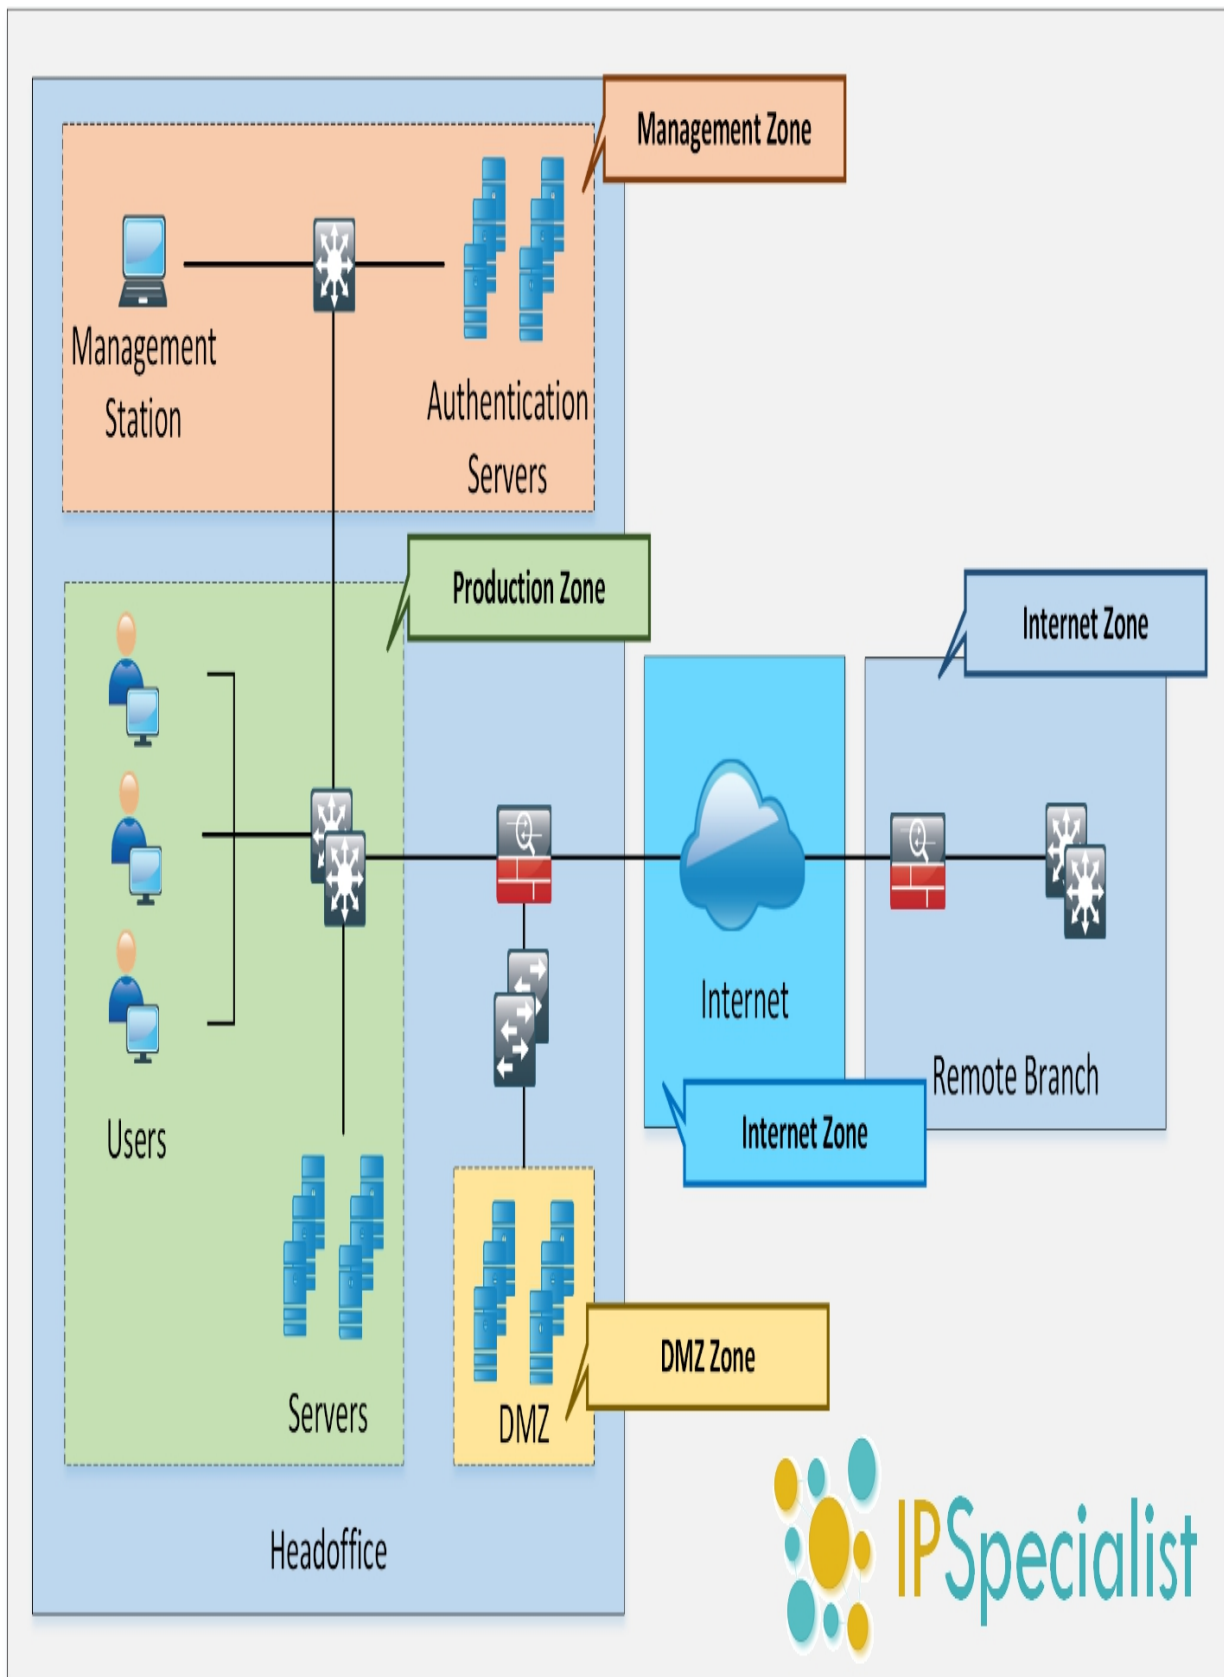 Management Zone
Management
Station
Authentication
Servers
Production Zone
Internet Zone
Users
Internet
Remote Branch
Internet Zone
Servers
DMZ
DMZ Zone
Headoffice
IPSpecialist